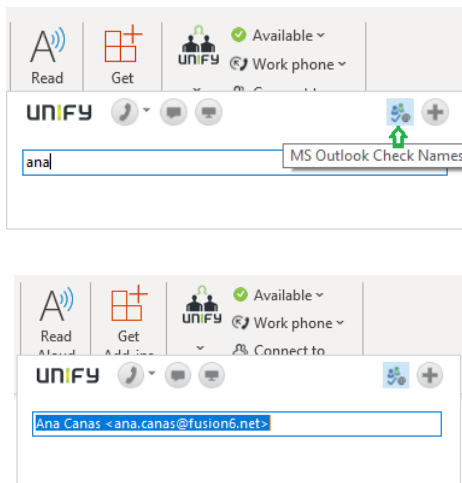 Available
UNIFY
Work phone
Read
Get
UNIFY
MS Outlook Check Names
ana
Available
UNIFY
Work phone
Read
Get
Connect to
Aloud
Add-ins
UNIFY
Ana Canas <ana.canas@fusion6.net>